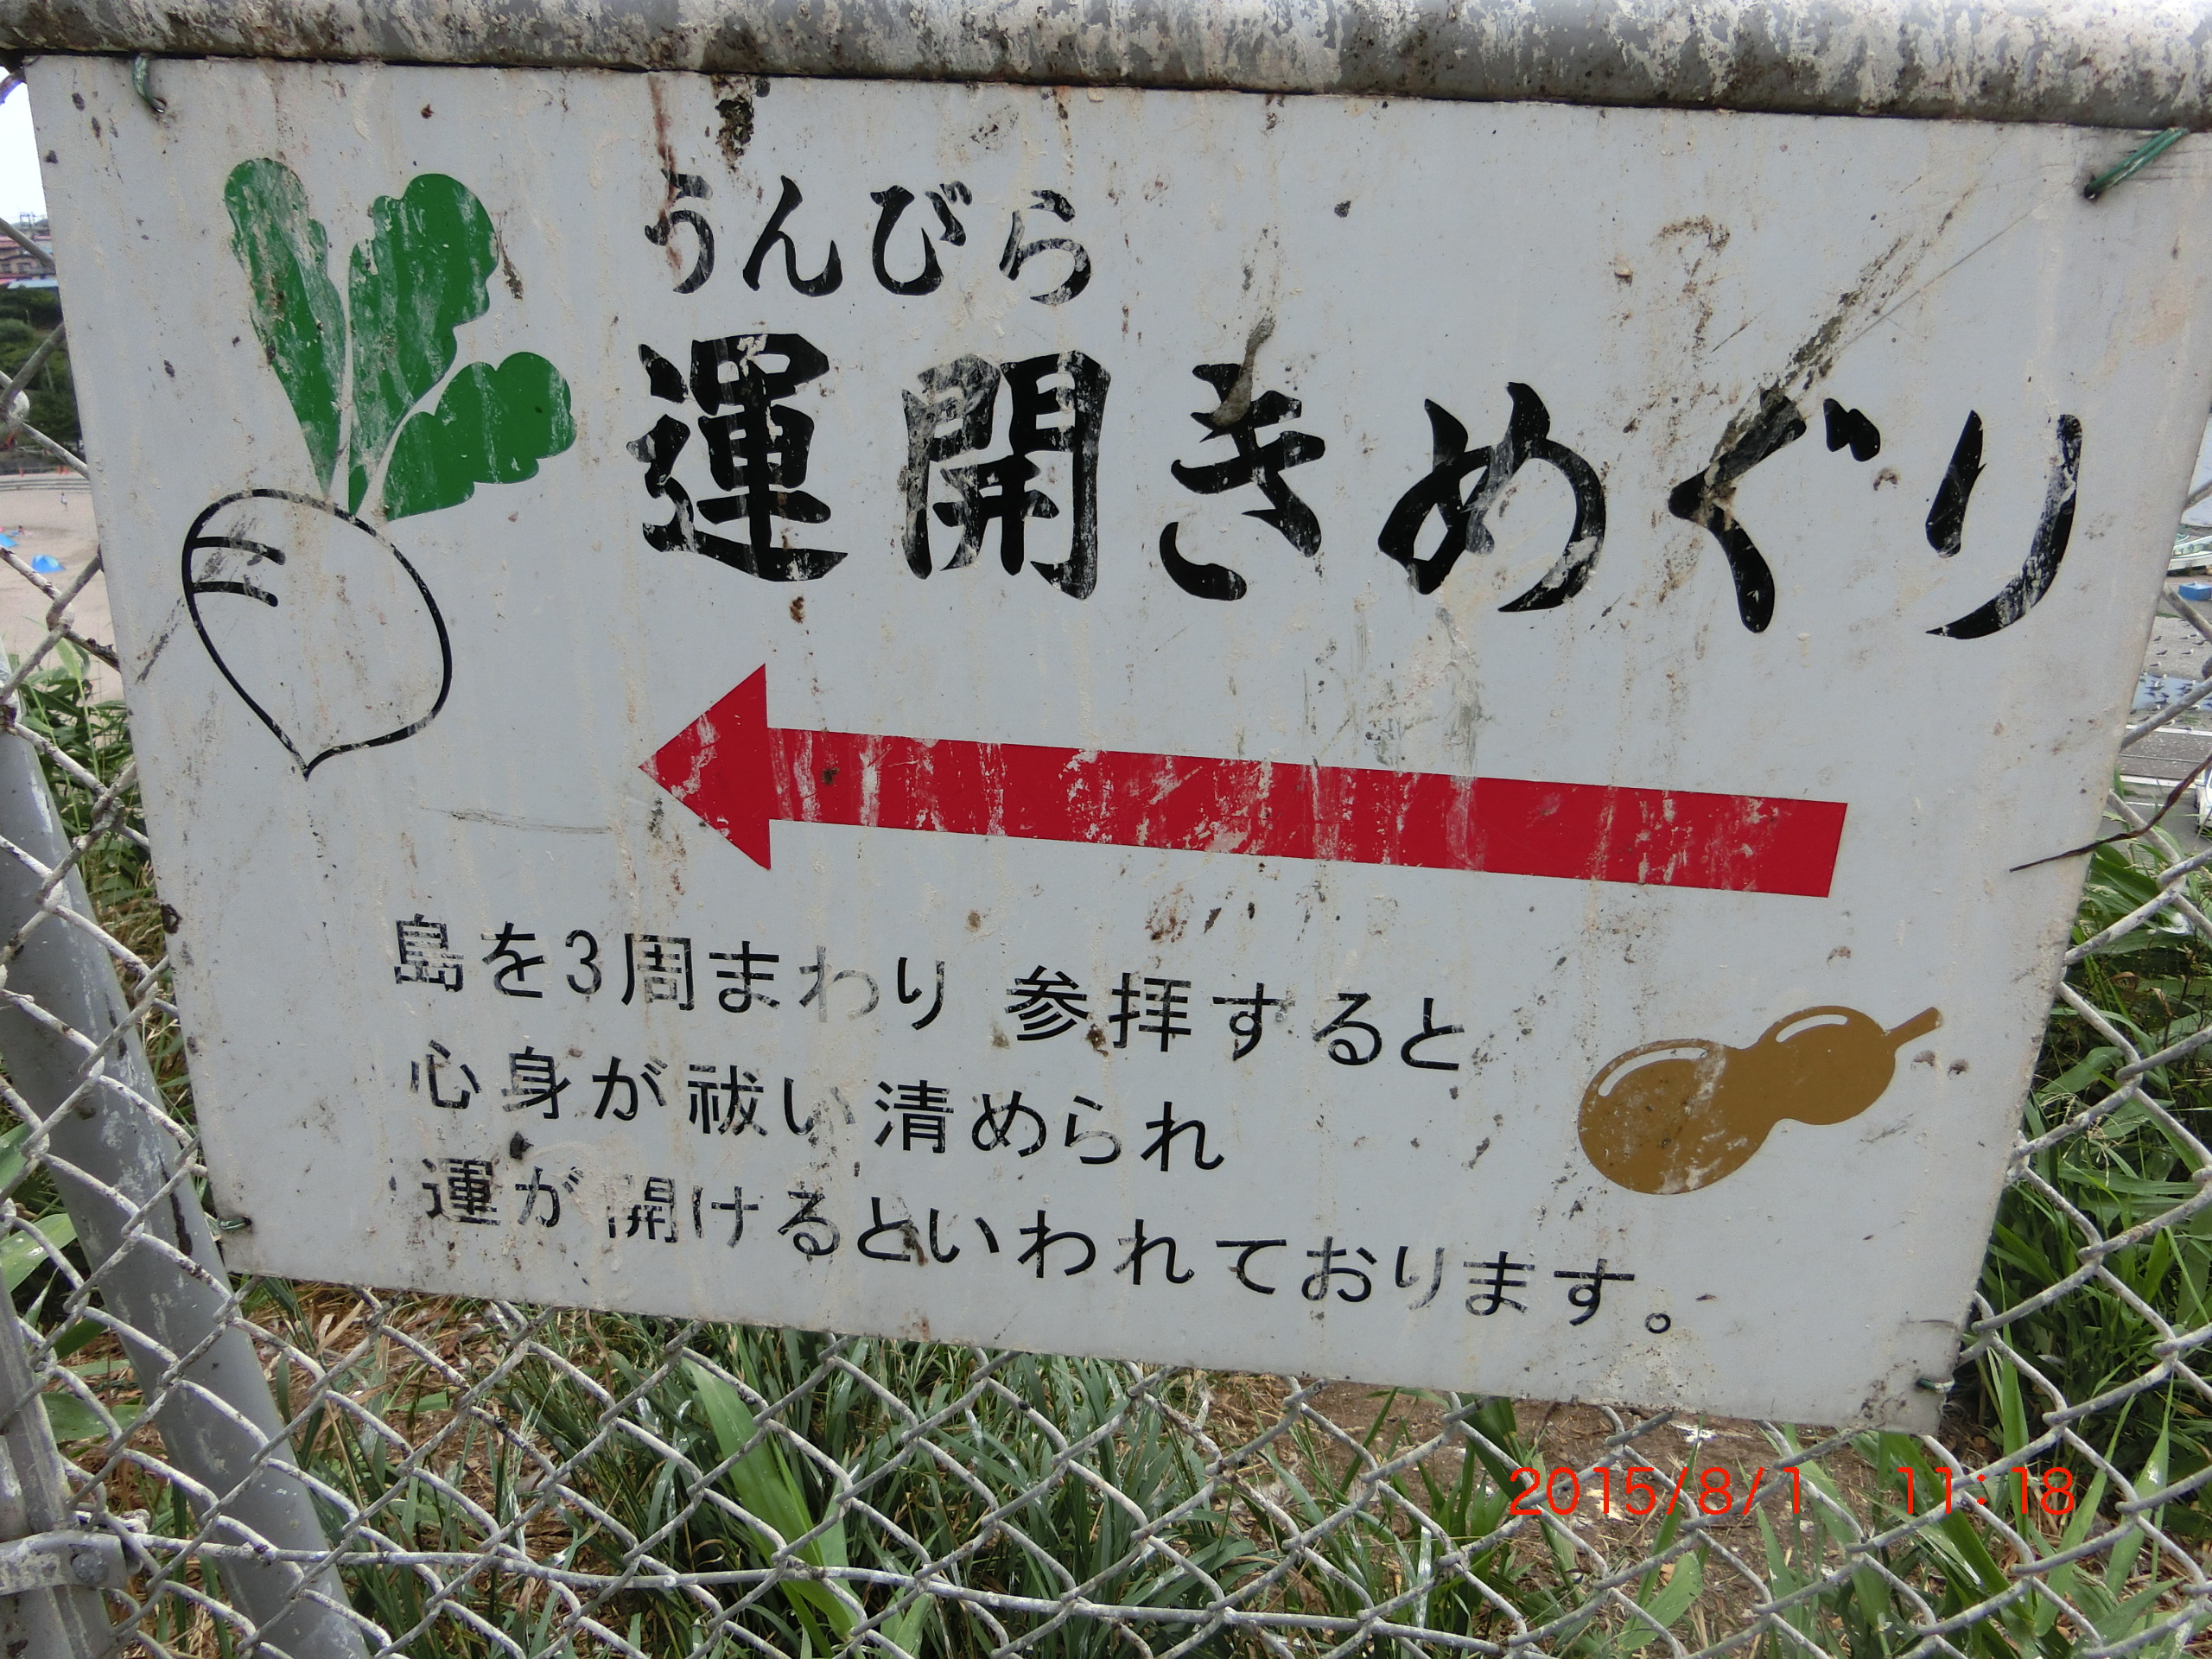 うんびら
運開きめぐり
島を3周まわり 参拝すると
心身が祓い清められ
運が開けるといわれております。
2015/8/1 11:18